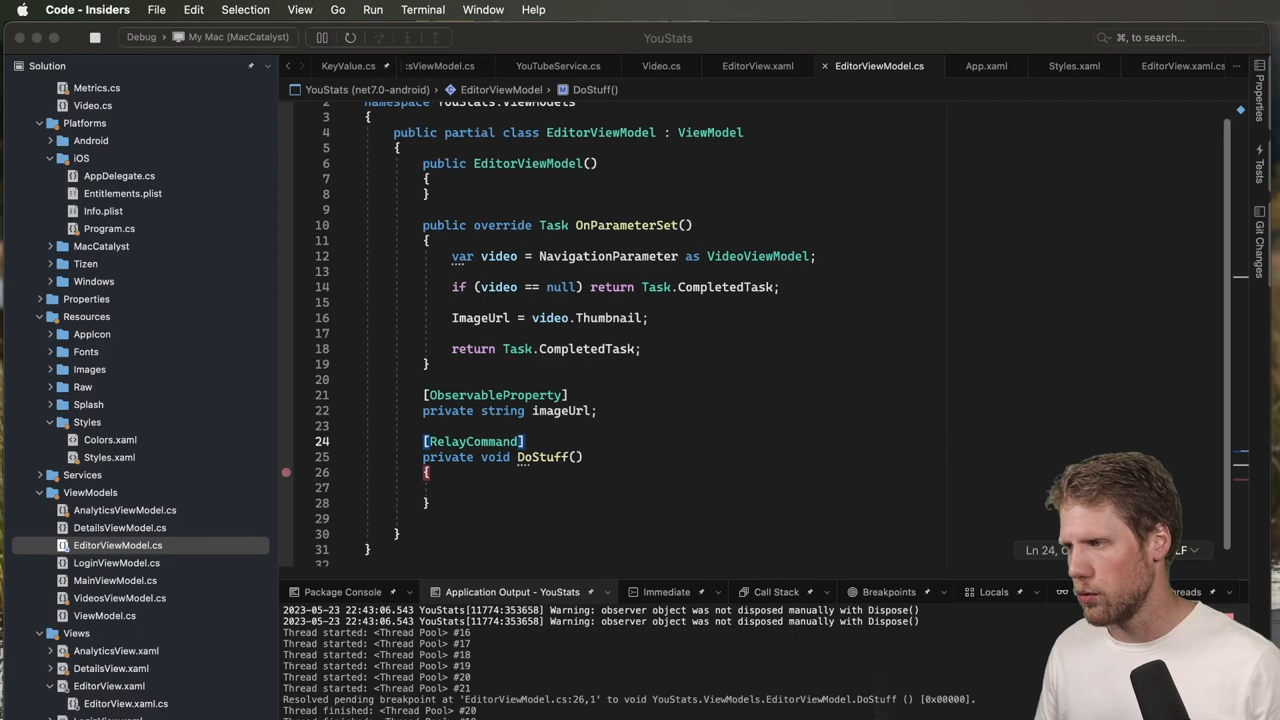 Code - Insiders File Edit Selection View Go Run Terminal Window Help
Debug My Mac (MacCatalyst) YouStats ⌘, to search...
Solution KeyValue.cs :sViewModel.cs YouTubeService.cs Video.cs EditorView.xaml EditorViewModel.cs App.xaml Styles.xaml EditorView.xaml.cs ...
YouStats (net7.0-android) EditorViewModel DoStuff()
Metrics.cs
Video.cs
Platforms
Android
iOS
AppDelegate.cs
Entitlements.plist
Info.plist
Program.cs
MacCatalyst
Tizen
Windows
Properties
Resources
AppIcon
Fonts
Images
Raw
Splash
Styles
Colors.xaml
Styles.xaml
Services
ViewModels
AnalyticsViewModel.cs
DetailsViewModel.cs
EditorViewModel.cs
LoginViewModel.cs
MainViewModel.cs
VideosViewModel.cs
ViewModel.cs
Views
AnalyticsView.xaml
DetailsView.xaml
EditorView.xaml
EditorView.xaml.cs
2 namespace YouStats.ViewModels
3 {
4 public partial class EditorViewModel : ViewModel
5 {
6 public EditorViewModel()
7 {
8 }
9
10 public override Task OnParameterSet()
11 {
12 var video = NavigationParameter as VideoViewModel;
13
14 if (video == null) return Task.CompletedTask;
15
16 ImageUrl = video.Thumbnail;
17
18 return Task.CompletedTask;
19 }
20
21 [ObservableProperty]
22 private string imageUrl;
23
24 [RelayCommand]
25 private void DoStuff()
26 {
27
28 }
29
30 }
31 }
32
Ln 24,
Properties
Tests
Git Changes
Package Console Application Output - YouStats Immediate Call Stack Breakpoints Locals
2023-05-23 22:43:06.543 YouStats[11774:353658] Warning: observer object was not disposed manually with Dispose()
2023-05-23 22:43:06.543 YouStats[11774:353658] Warning: observer object was not disposed manually with Dispose()
Thread started: <Thread Pool> #16
Thread started: <Thread Pool> #17
Thread started: <Thread Pool> #18
Thread started: <Thread Pool> #19
Thread started: <Thread Pool> #20
Thread started: <Thread Pool> #21
Resolved pending breakpoint at 'EditorViewModel.cs:26,1' to void YouStats.ViewModels.EditorViewModel.DoStuff () [0x00000].
Thread finished: <Thread Pool> #20